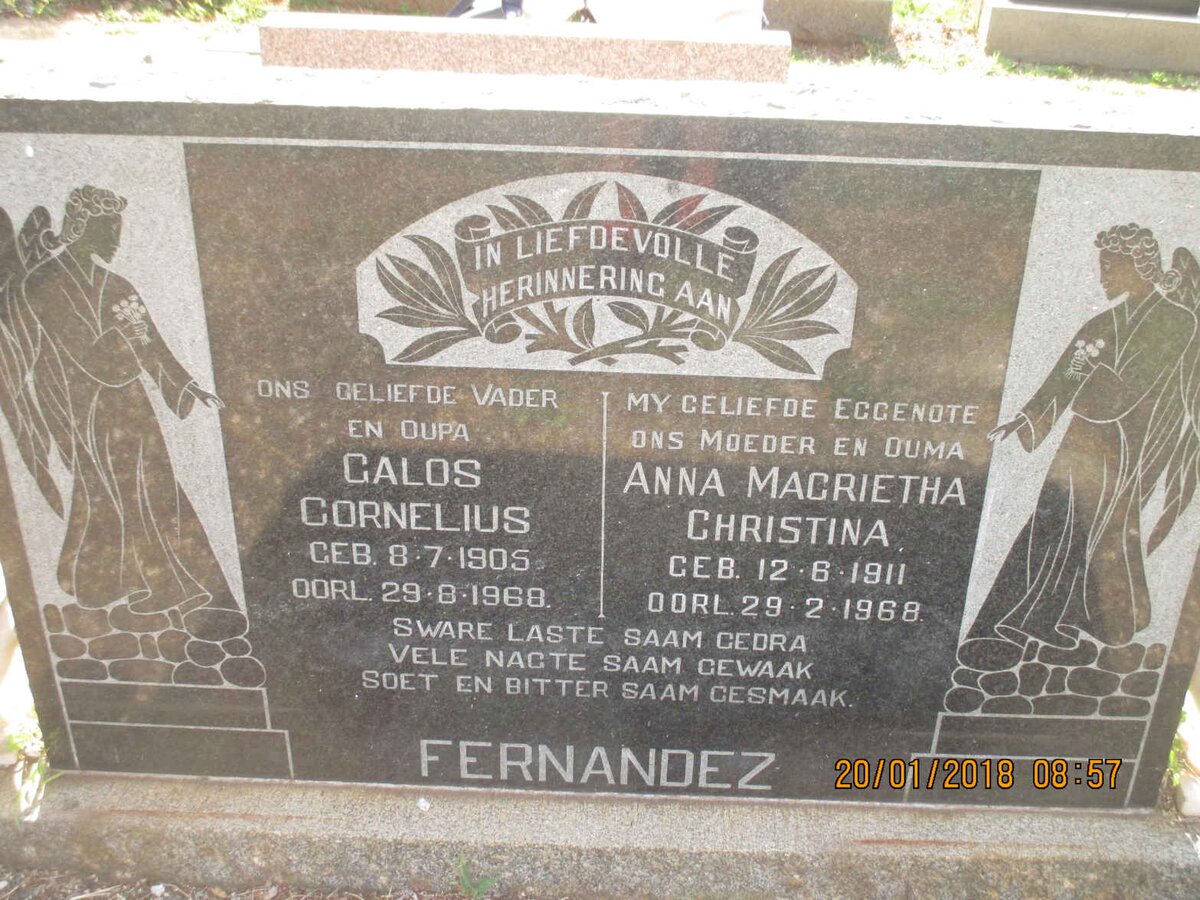 IN LIEFDEVOLLE
HERINNERING AAN
ONS GELIEFDE VADER
EN OUPA
CALOS
CORNELIUS
GEB. 8·7·1905
OORL. 29·8·1968.
MY GELIEFDE EGGENOTE
ONS MOEDER EN OUMA
ANNA MAGRIETHA
CHRISTINA
GEB. 12·6·1911
OORL. 29·2·1968.
SWARE LASTE SAAM GEDRA
VELE NAGTE SAAM GEWAAK
SOET EN BITTER SAAM GESMAAK.
FERNANDEZ
20/01/2018 08:57